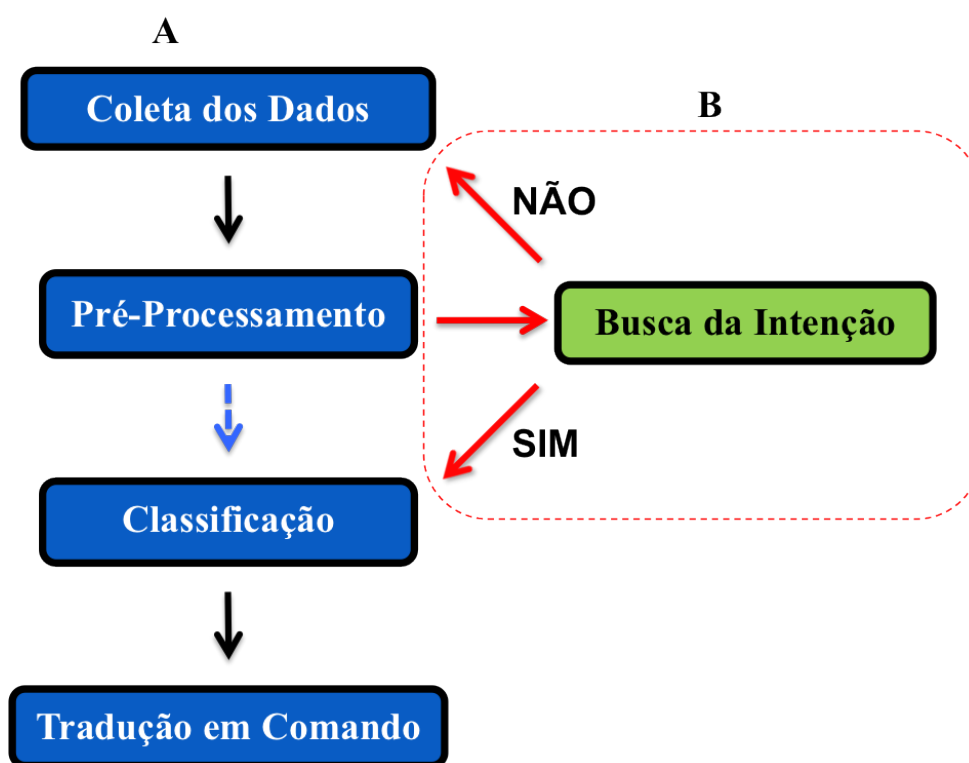 A
Coleta dos Dados
B
NÃO
Pré-Processamento
Busca da Intenção
SIM
Classificação
Tradução em Comando